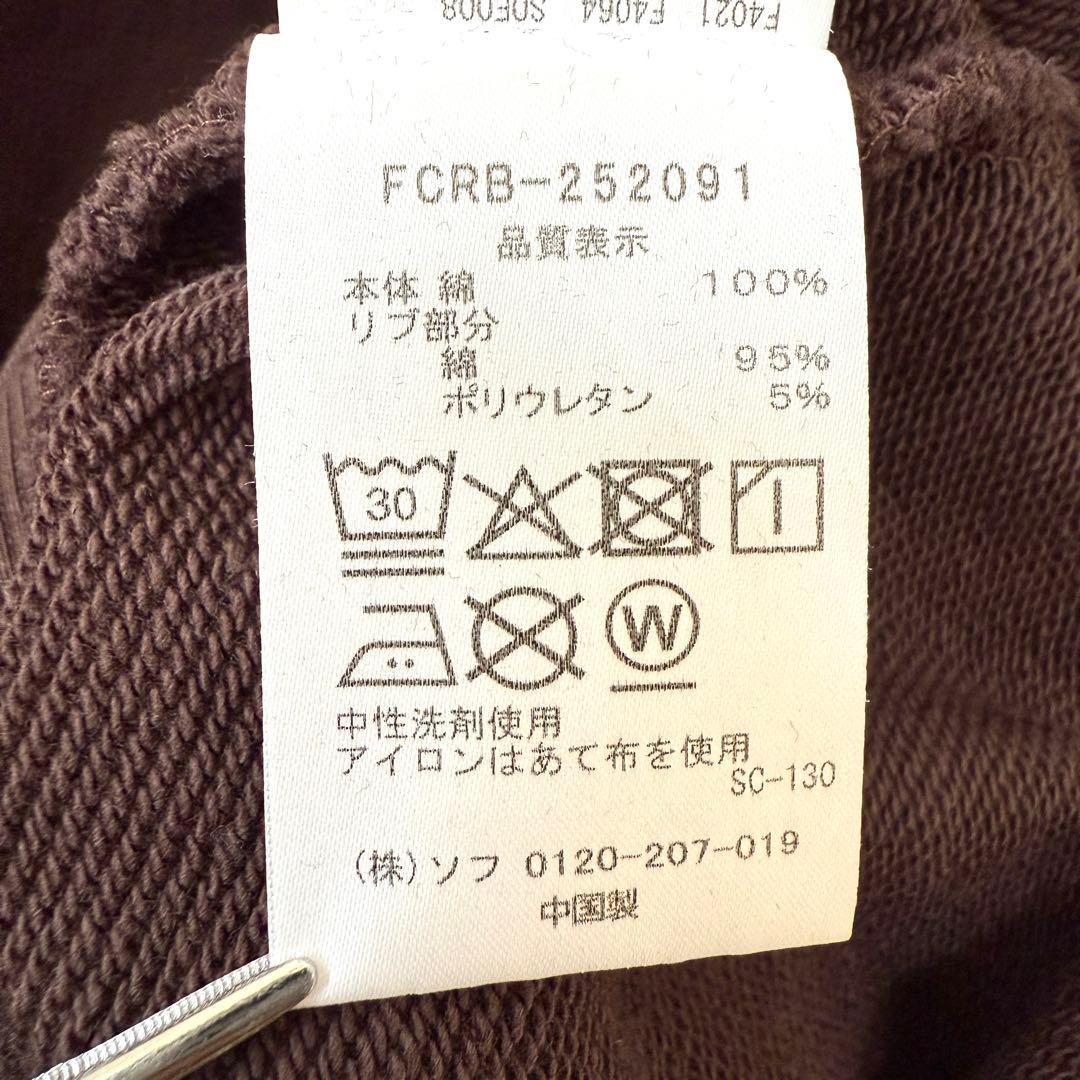 F4021 F4064 S0F008
FCRB-252091
品質表示
本体 綿 100%
リブ部分
綿 95%
ポリウレタン 5%
30
W
中性洗剤使用
アイロンはあて布を使用
SC-130
(株)ソフ 0120-207-019
中国製